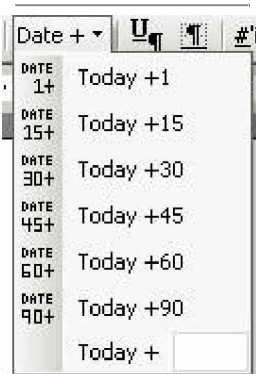 Date + U¶ ¶ #'
DATE 1+ Today +1
DATE 15+ Today +15
DATE 30+ Today +30
DATE 45+ Today +45
DATE 60+ Today +60
DATE 90+ Today +90
Today +